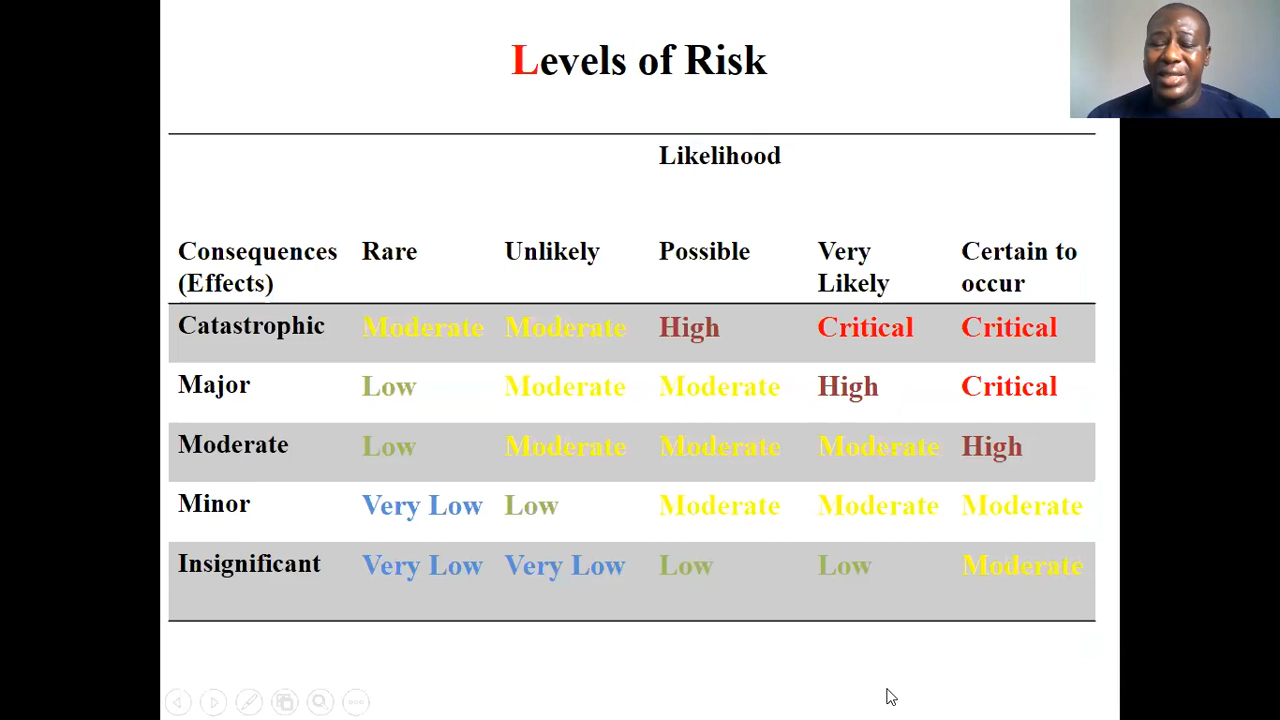 Levels of Risk
Likelihood
Consequences (Effects) Rare Unlikely Possible Very Likely Certain to occur
Catastrophic Moderate Moderate High Critical Critical
Major Low Moderate Moderate High Critical
Moderate Low Moderate Moderate Moderate High
Minor Very Low Low Moderate Moderate Moderate
Insignificant Very Low Very Low Low Low Moderate